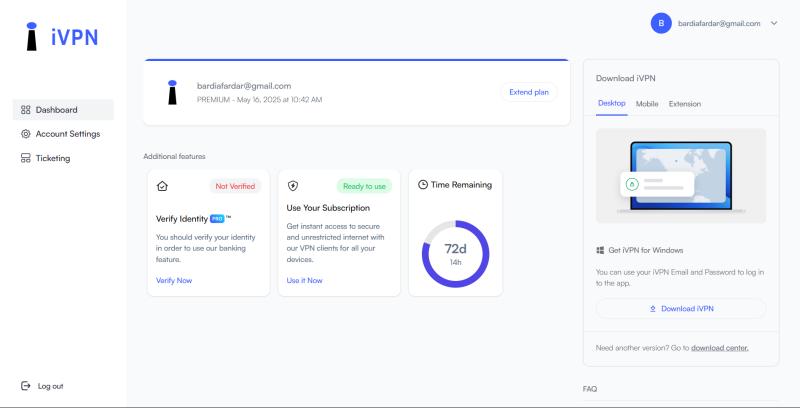 iVPN
B bardiafardar@gmail.com
Dashboard
Account Settings
Ticketing
Log out
bardiafardar@gmail.com
PREMIUM - May 16, 2025 at 10:42 AM
Extend plan
Additional features
Not Verified
Verify Identity PRO ™
You should verify your identity
in order to use our banking
feature.
Verify Now
Ready to use
Use Your Subscription
Get instant access to secure
and unrestricted internet with
our VPN clients for all your
devices.
Use it Now
Time Remaining
72d
14h
Download iVPN
Desktop Mobile Extension
Get iVPN for Windows
You can use your iVPN Email and Password to log in
to the app.
Download iVPN
Need another version? Go to download center.
FAQ